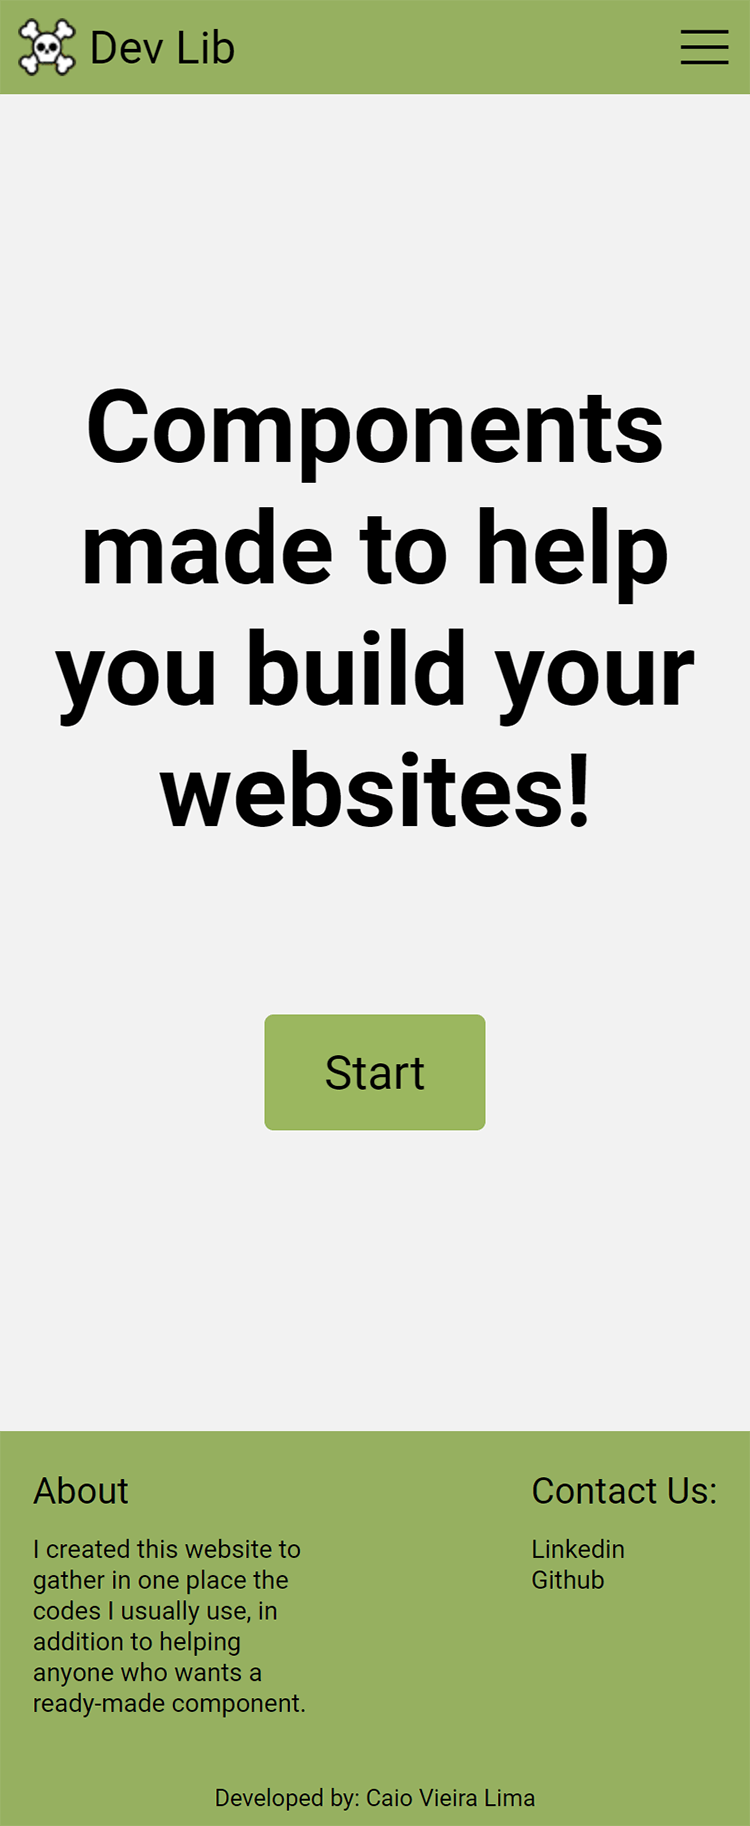 Dev Lib
Components
made to help
you build your
websites!
Start
About
I created this website to
gather in one place the
codes I usually use, in
addition to helping
anyone who wants a
ready-made component.
Contact Us:
Linkedin
Github
Developed by: Caio Vieira Lima